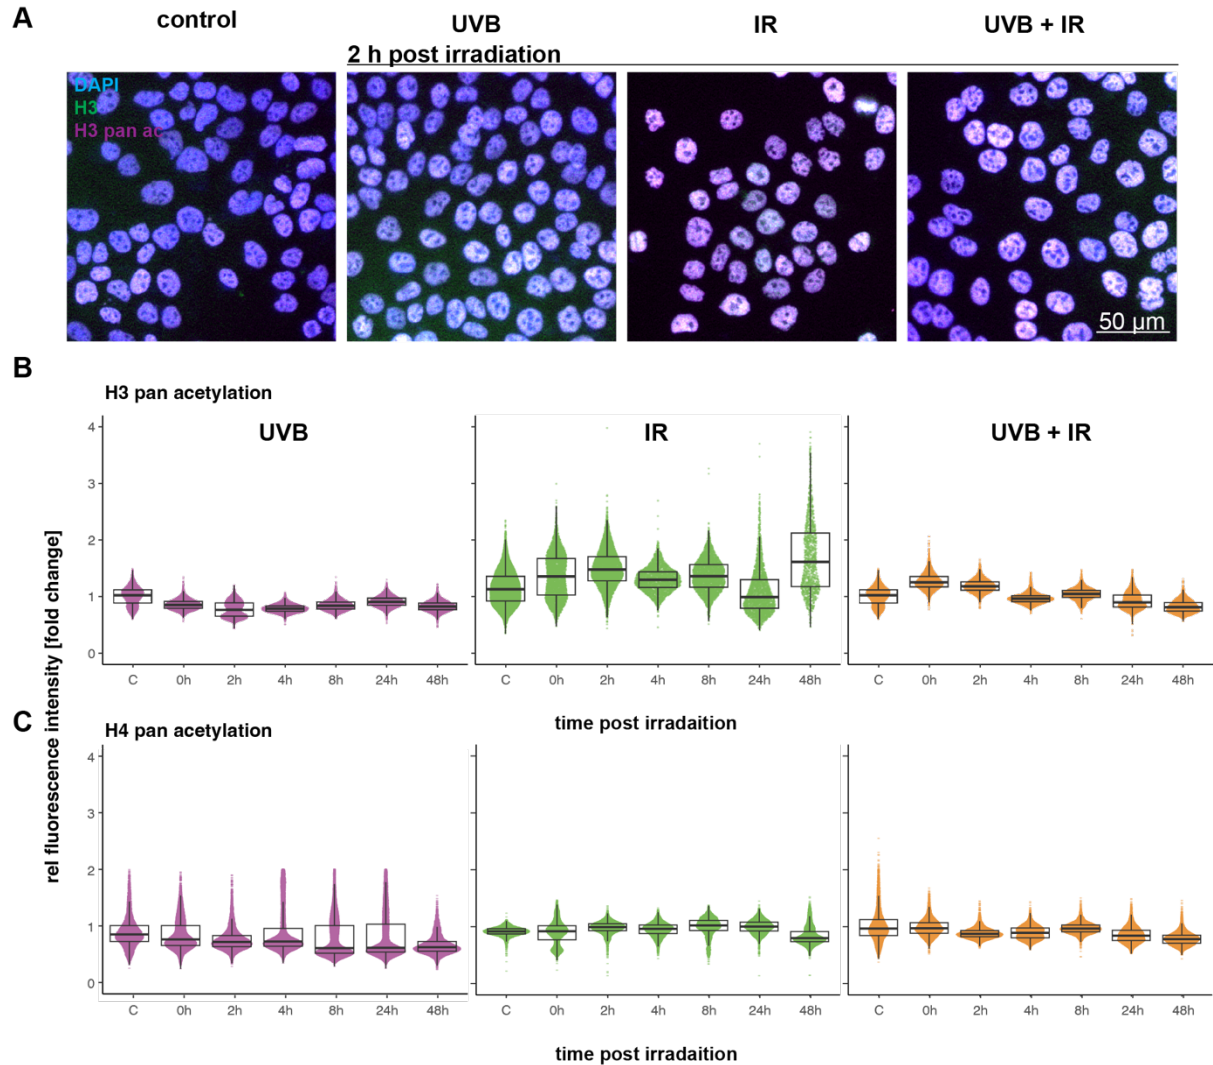 A
control
UVB
IR
UVB + IR
2 h post irradiation
DAPI
H3
H3 pan ac
50 µm
B
H3 pan acetylation
UVB
IR
UVB + IR
4
3
2
1
0
C 0h 2h 4h 8h 24h 48h
C 0h 2h 4h 8h 24h 48h
C 0h 2h 4h 8h 24h 48h
time post irradaition
rel fluorescence intensity [fold change]
C
H4 pan acetylation
4
3
2
1
0
C 0h 2h 4h 8h 24h 48h
C 0h 2h 4h 8h 24h 48h
C 0h 2h 4h 8h 24h 48h
time post irradaition